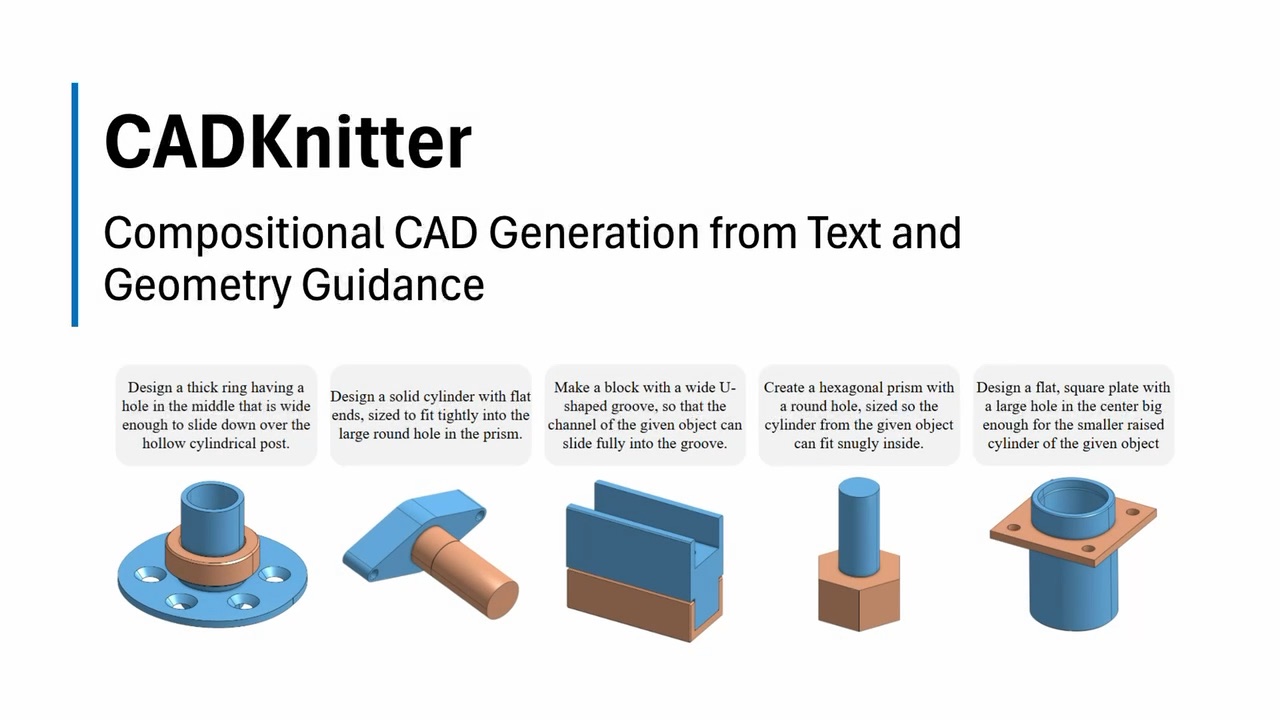 CADKnitter
Compositional CAD Generation from Text and
Geometry Guidance
Design a thick ring having a
hole in the middle that is wide
enough to slide down over the
hollow cylindrical post.
Design a solid cylinder with flat
ends, sized to fit tightly into the
large round hole in the prism.
Make a block with a wide U-
shaped groove, so that the
channel of the given object can
slide fully into the groove.
Create a hexagonal prism with
a round hole, sized so the
cylinder from the given object
can fit snugly inside.
Design a flat, square plate with
a large hole in the center big
enough for the smaller raised
cylinder of the given object